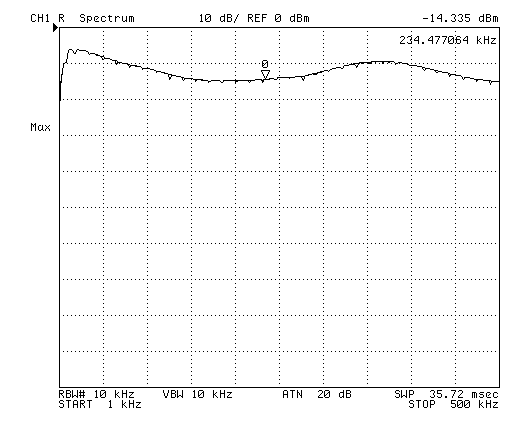 CH1 R Spectrum 10 dB/ REF 0 dBm -14.335 dBm
234.477064 kHz
0
Max
RBW# 10 kHz VBW 10 kHz ATN 20 dB SWP 35.72 msec
START 1 kHz STOP 500 kHz